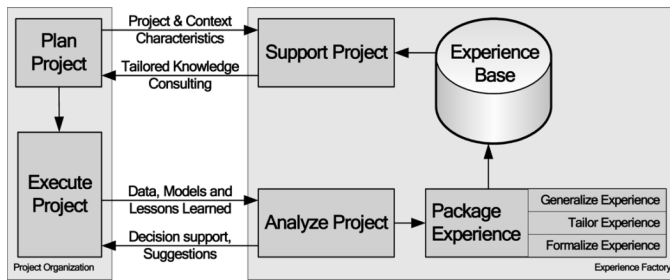 Plan
Project
Project & Context
Characteristics
Tailored Knowledge
Consulting
Support Project
Experience
Base
Execute
Project
Data, Models and
Lessons Learned
Decision support,
Suggestions
Analyze Project
Package
Experience
Generalize Experience
Tailor Experience
Formalize Experience
Project Organization
Experience Factory